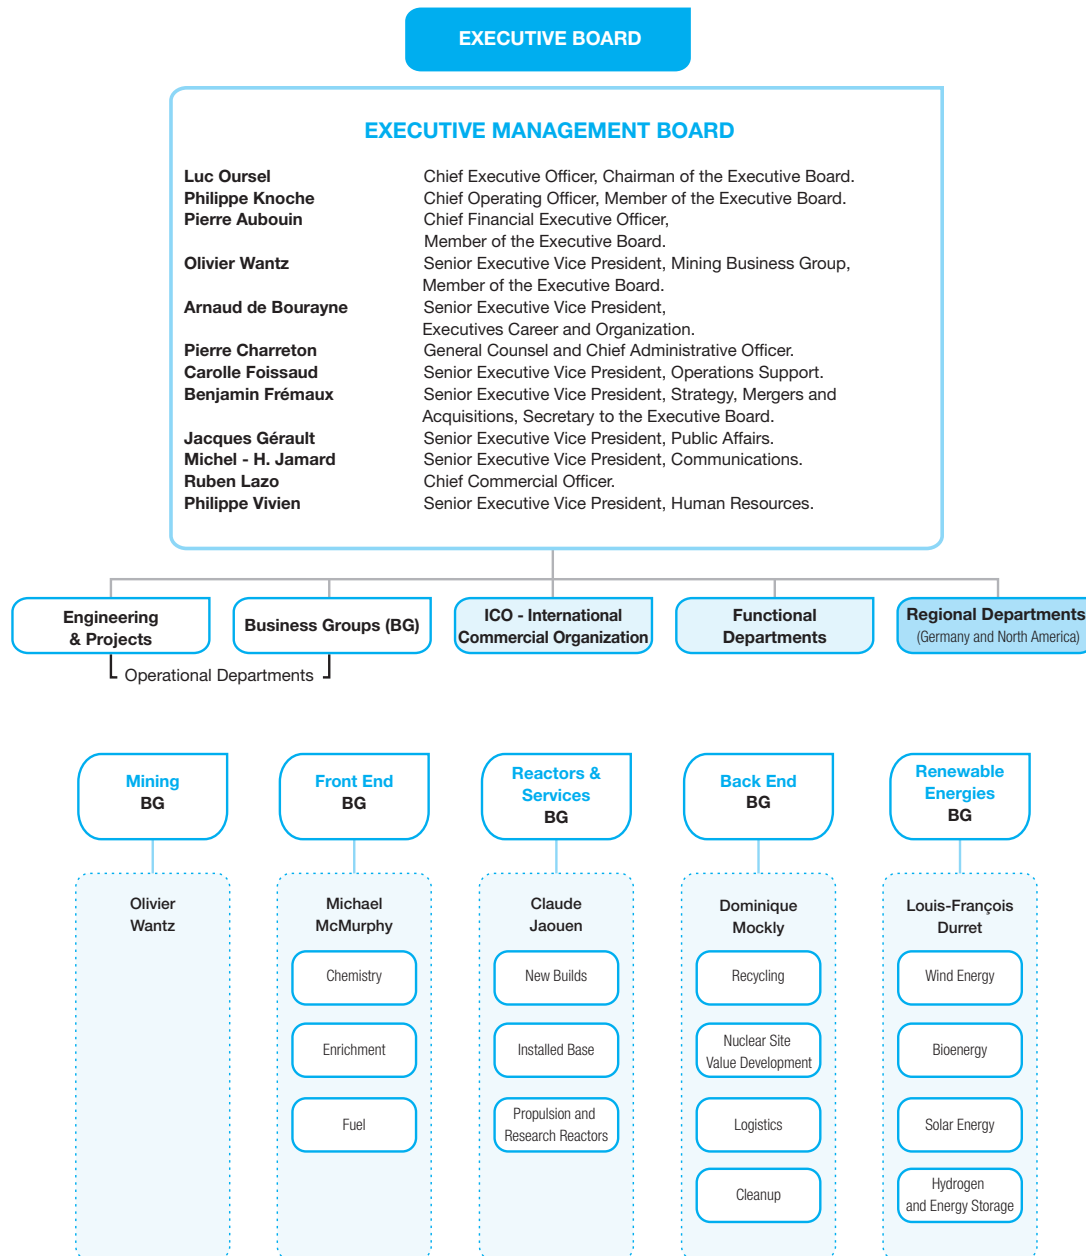 EXECUTIVE BOARD
EXECUTIVE MANAGEMENT BOARD
Luc Oursel Chief Executive Officer, Chairman of the Executive Board.
Philippe Knoche Chief Operating Officer, Member of the Executive Board.
Pierre Aubouin Chief Financial Executive Officer,
Member of the Executive Board.
Olivier Wantz Senior Executive Vice President, Mining Business Group,
Member of the Executive Board.
Arnaud de Bourayne Senior Executive Vice President,
Executives Career and Organization.
Pierre Charreton General Counsel and Chief Administrative Officer.
Carolle Foissaud Senior Executive Vice President, Operations Support.
Benjamin Frémaux Senior Executive Vice President, Strategy, Mergers and
Acquisitions, Secretary to the Executive Board.
Jacques Gérault Senior Executive Vice President, Public Affairs.
Michel - H. Jamard Senior Executive Vice President, Communications.
Ruben Lazo Chief Commercial Officer.
Philippe Vivien Senior Executive Vice President, Human Resources.
Engineering
& Projects
Business Groups (BG)
ICO - International
Commercial Organization
Functional
Departments
Regional Departments
(Germany and North America)
Operational Departments
Mining
BG
Olivier
Wantz
Front End
BG
Michael
McMurphy
Chemistry
Enrichment
Fuel
Reactors &
Services
BG
Claude
Jaouen
New Builds
Installed Base
Propulsion and
Research Reactors
Back End
BG
Dominique
Mockly
Recycling
Nuclear Site
Value Development
Logistics
Cleanup
Renewable
Energies
BG
Louis-François
Durret
Wind Energy
Bioenergy
Solar Energy
Hydrogen
and Energy Storage